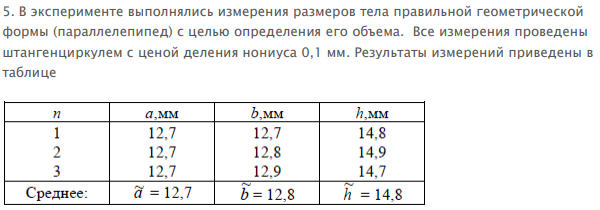 5. В эксперименте выполнялись измерения размеров тела правильной геометрической
формы (параллелепипед) с целью определения его объема. Все измерения проведены
штангенциркулем с ценой деления нониуса 0,1 мм. Результаты измерений приведены в
таблице
n a,мм b,мм h,мм
1 12,7 12,7 14,8
2 12,7 12,8 14,9
3 12,7 12,9 14,7
Среднее: ã = 12,7 b̃ = 12,8 h̃ = 14,8